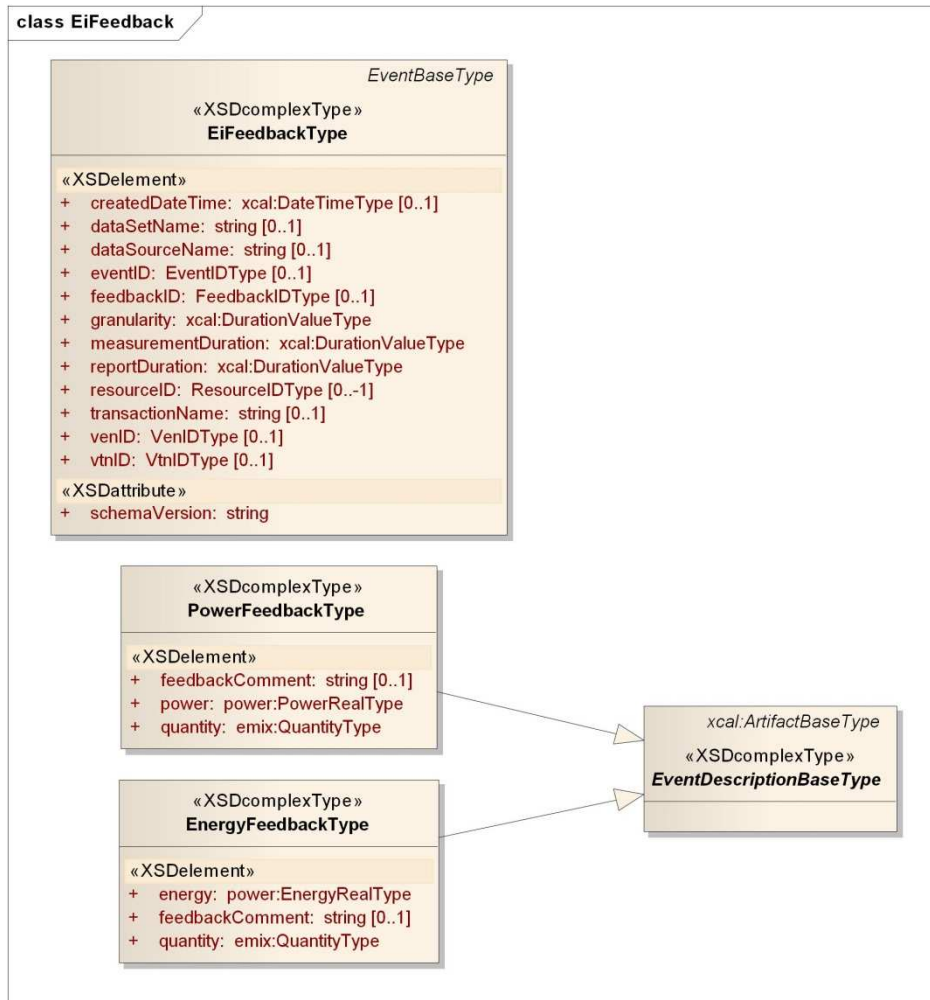 class EiFeedback
EventBaseType
«XSDcomplexType»
EiFeedbackType
«XSDelement»
+ createdDateTime: xcal:DateTimeType [0..1]
+ dataSetName: string [0..1]
+ dataSourceName: string [0..1]
+ eventID: EventIDType [0..1]
+ feedbackID: FeedbackIDType [0..1]
+ granularity: xcal:DurationValueType
+ measurementDuration: xcal:DurationValueType
+ reportDuration: xcal:DurationValueType
+ resourceID: ResourceIDType [0..-1]
+ transactionName: string [0..1]
+ venID: VenIDType [0..1]
+ vtnID: VtnIDType [0..1]
«XSDattribute»
+ schemaVersion: string
«XSDcomplexType»
PowerFeedbackType
«XSDelement»
+ feedbackComment: string [0..1]
+ power: power:PowerRealType
+ quantity: emix:QuantityType
xcal:ArtifactBaseType
«XSDcomplexType»
EventDescriptionBaseType
«XSDcomplexType»
EnergyFeedbackType
«XSDelement»
+ energy: power:EnergyRealType
+ feedbackComment: string [0..1]
+ quantity: emix:QuantityType